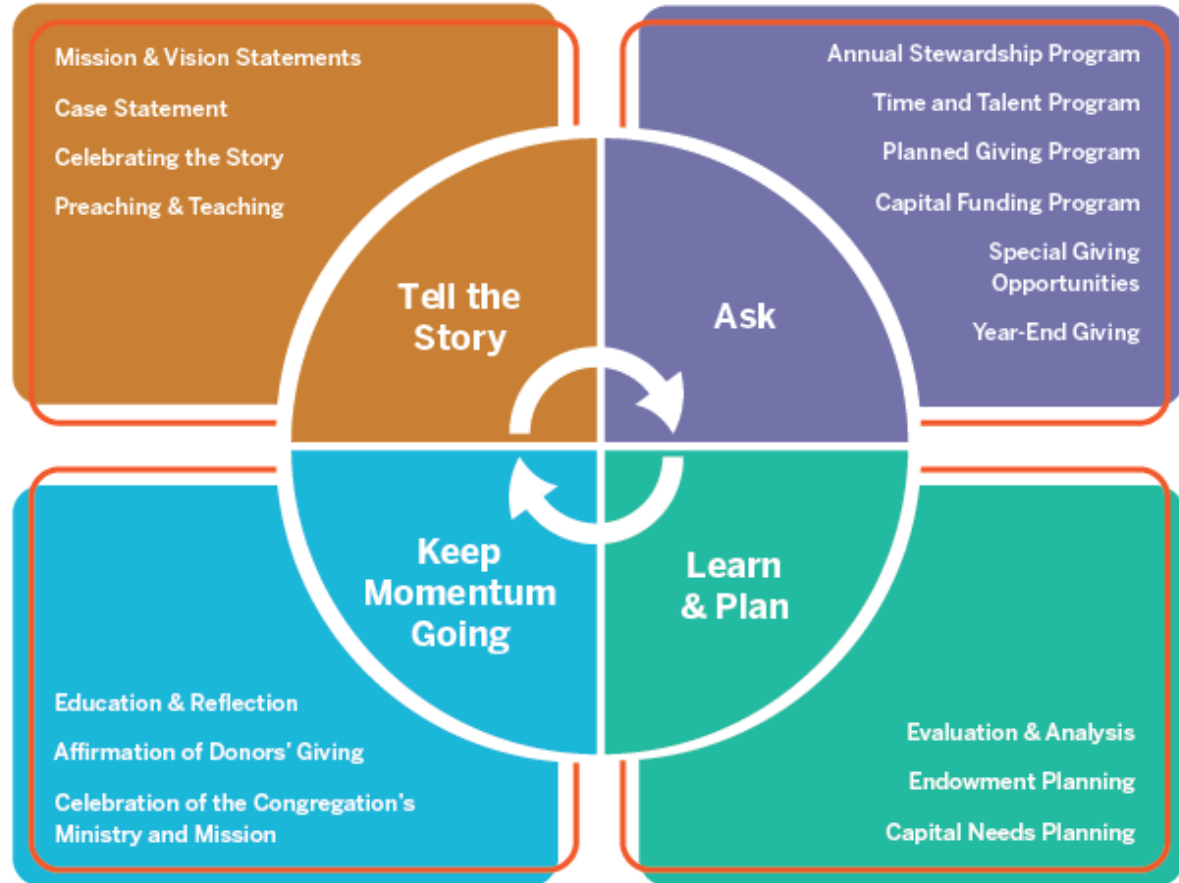 Mission & Vision Statements
Case Statement
Celebrating the Story
Preaching & Teaching
Tell the
Story
Annual Stewardship Program
Time and Talent Program
Planned Giving Program
Capital Funding Program
Special Giving
Opportunities
Year-End Giving
Ask
Keep
Momentum
Going
Education & Reflection
Affirmation of Donors’ Giving
Celebration of the Congregation’s
Ministry and Mission
Learn
& Plan
Evaluation & Analysis
Endowment Planning
Capital Needs Planning